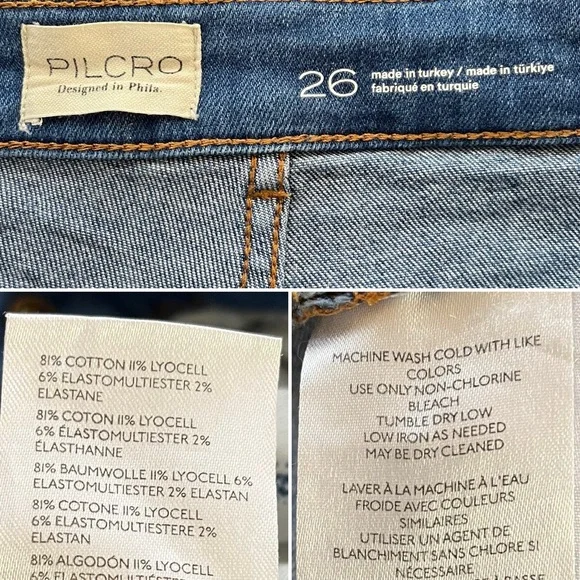 PILCRO
Designed in Phila.
26
made in turkey / made in türkiye
fabriqué en turquie
81% COTTON 11% LYOCELL
6% ELASTOMULTIESTER 2%
ELASTANE
81% COTON 11% LYOCELL
6% ÉLASTOMULTIESTER 2%
ÉLASTHANNE
81% BAUMWOLLE 11% LYOCELL 6%
ELASTOMULTIESTER 2% ELASTAN
81% COTONE 11% LYOCELL
6% ELASTOMULTIESTERE 2%
ELASTAN
81% ALGODÓN 11% LYOCELL
6% ELASTOMULTIÉSTER
MACHINE WASH COLD WITH LIKE
COLORS
USE ONLY NON-CHLORINE
BLEACH
TUMBLE DRY LOW
LOW IRON AS NEEDED
MAY BE DRY CLEANED
LAVER À LA MACHINE À L'EAU
FROIDE AVEC COULEURS
SIMILAIRES
UTILISER UN AGENT DE
BLANCHIMENT SANS CHLORE SI
NÉCESSAIRE
BASSE